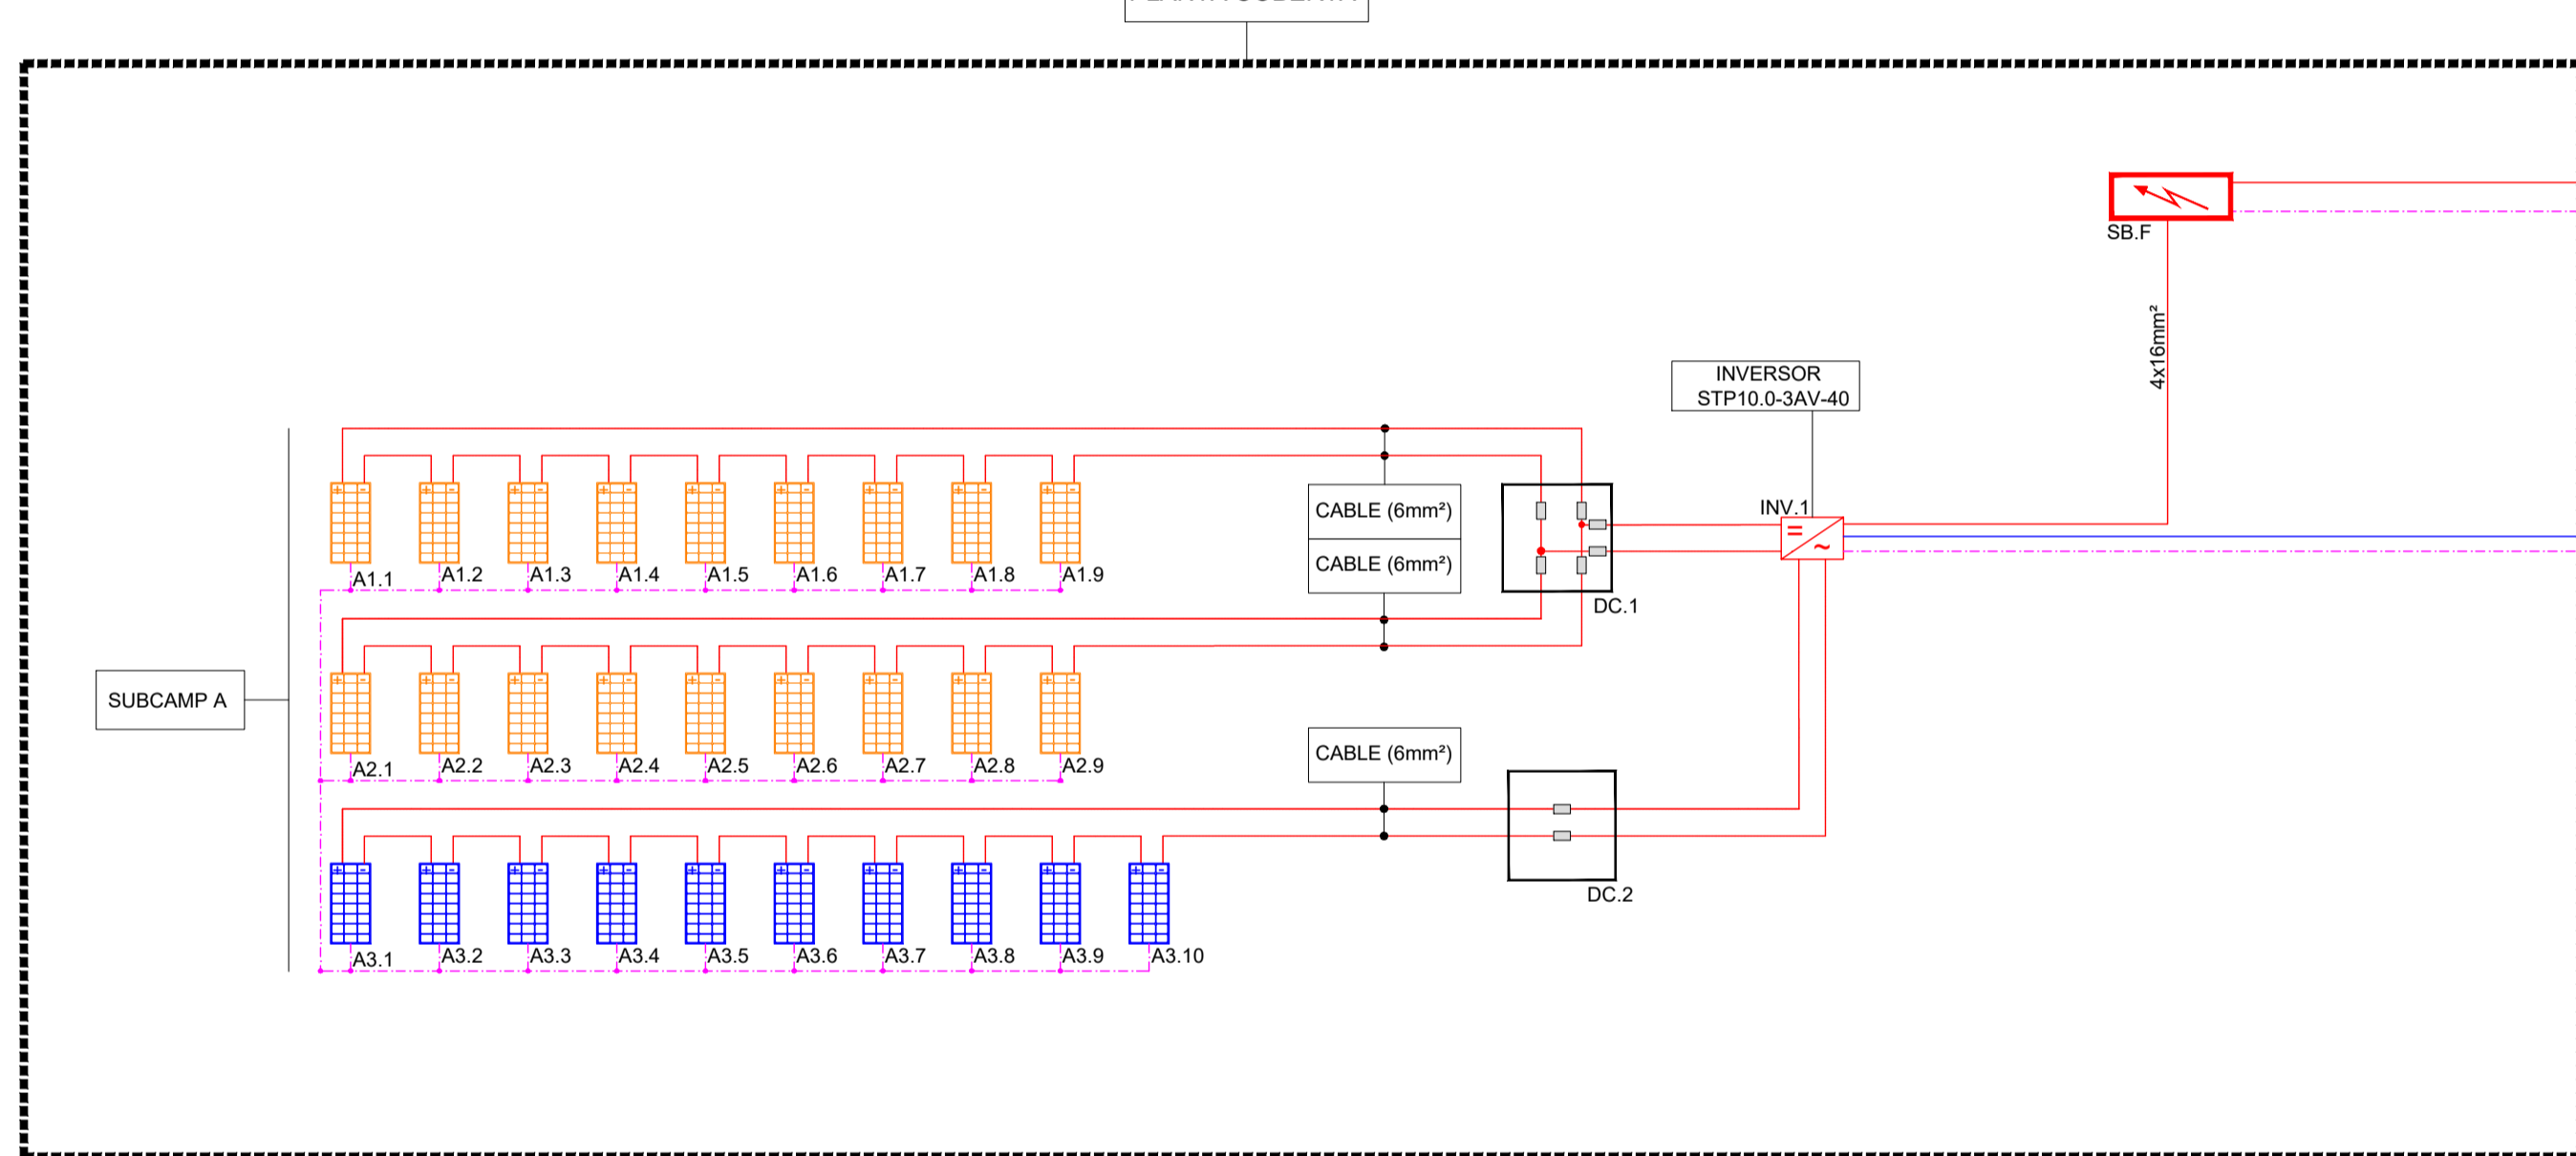 SB.F
4x16mm²
INVERSOR
STP10.0-3AV-40
INV.1
CABLE (6mm²)
CABLE (6mm²)
DC.1
A1.1 A1.2 A1.3 A1.4 A1.5 A1.6 A1.7 A1.8 A1.9
SUBCAMP A
A2.1 A2.2 A2.3 A2.4 A2.5 A2.6 A2.7 A2.8 A2.9
CABLE (6mm²)
DC.2
A3.1 A3.2 A3.3 A3.4 A3.5 A3.6 A3.7 A3.8 A3.9 A3.10